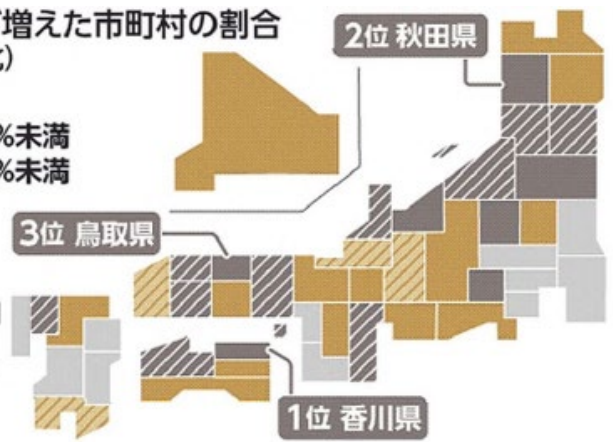 増えた市町村の割合
%未満
%未満
2位 秋田県
3位 鳥取県
1位 香川県